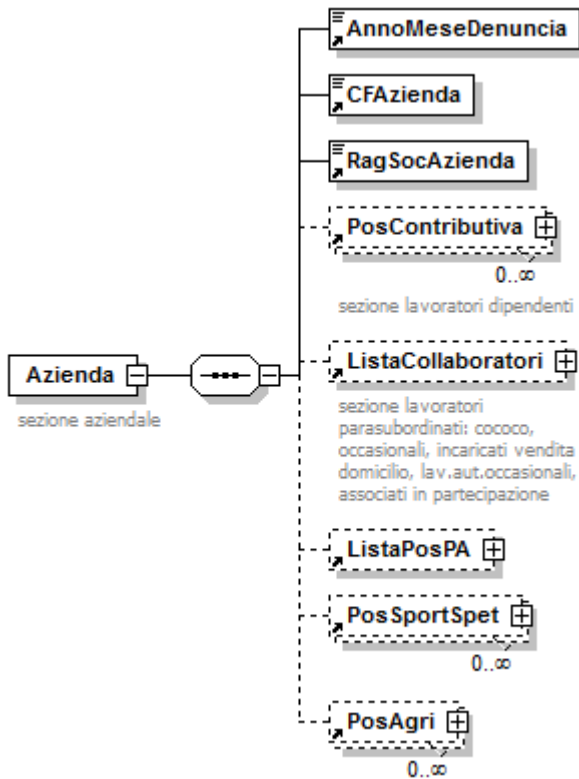 AnnoMeseDenuncia
CFAzienda
RagSocAzienda
PosContributiva
0..∞
sezione lavoratori dipendenti
Azienda
sezione aziendale
ListaCollaboratori
sezione lavoratori
parasubordinati: cococo,
occasionali, incaricati vendita
domicilio, lav.aut.occasionali,
associati in partecipazione
ListaPosPA
PosSportSpet
0..∞
PosAgri
0..∞